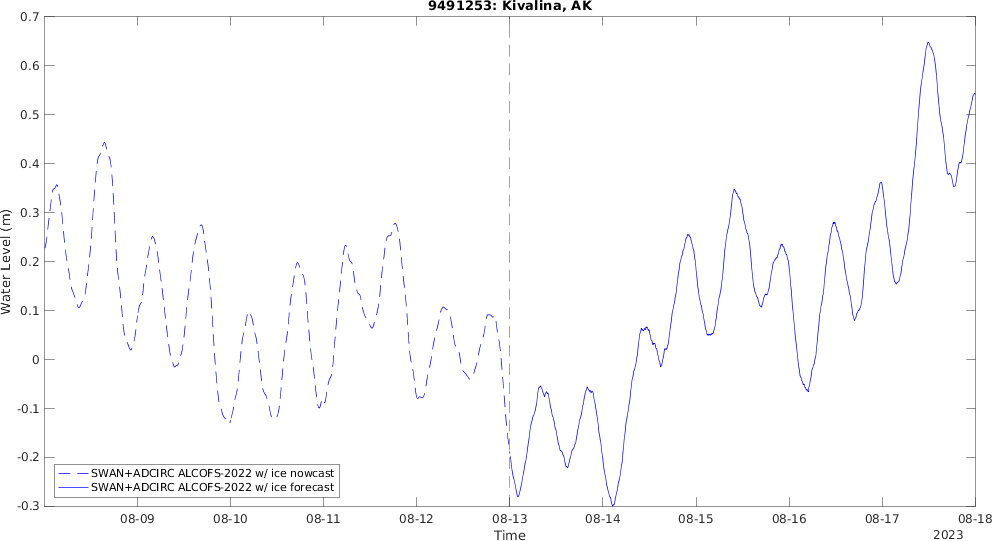 9491253: Kivalina, AK
0.7
0.6
0.5
0.4
0.3
0.2
0.1
0
-0.1
-0.2
-0.3
Water Level (m)
SWAN+ADCIRC ALCOFS-2022 w/ ice nowcast
SWAN+ADCIRC ALCOFS-2022 w/ ice forecast
08-09 08-10 08-11 08-12 08-13 08-14 08-15 08-16 08-17 08-18
Time
2023